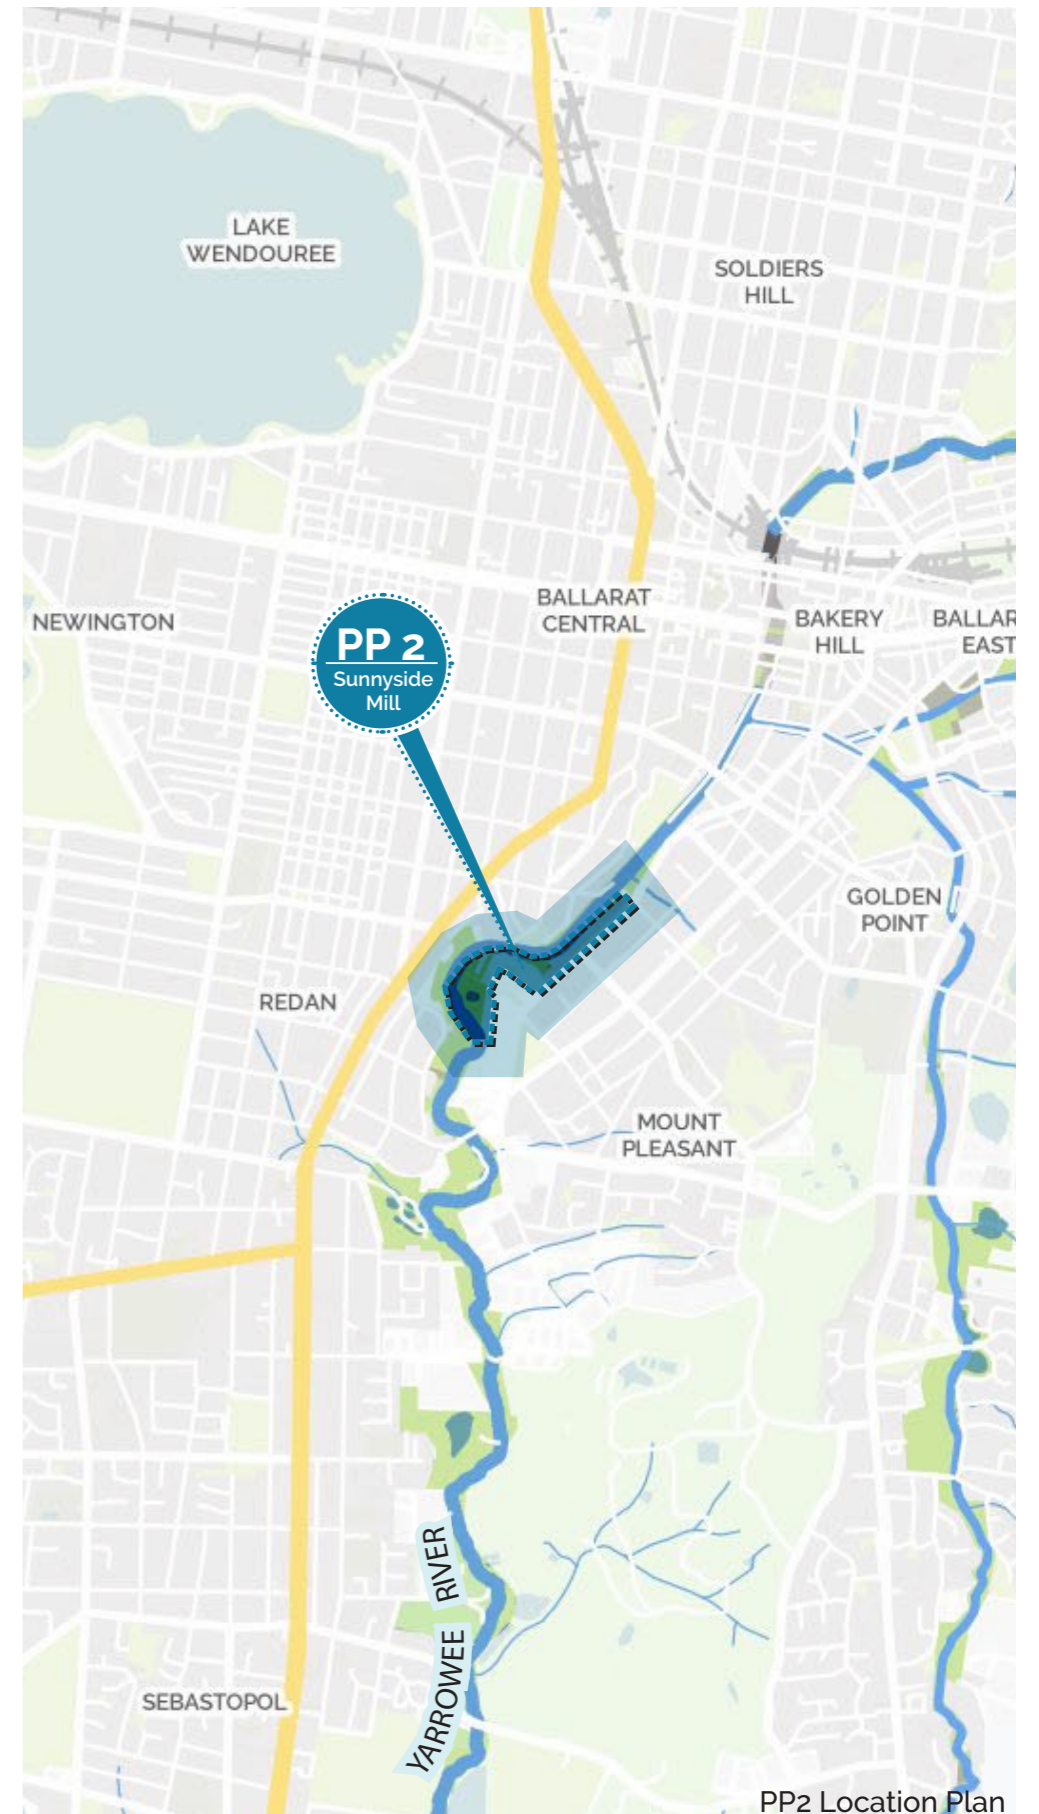 LAKE
WENDOUREE
SOLDIERS
HILL
NEWINGTON
PP 2
Sunnyside
Mill
BALLARAT
CENTRAL
BAKERY
HILL
BALLAR
EAST
GOLDEN
POINT
REDAN
MOUNT
PLEASANT
YARROWEE RIVER
SEBASTOPOL
PP2 Location Plan